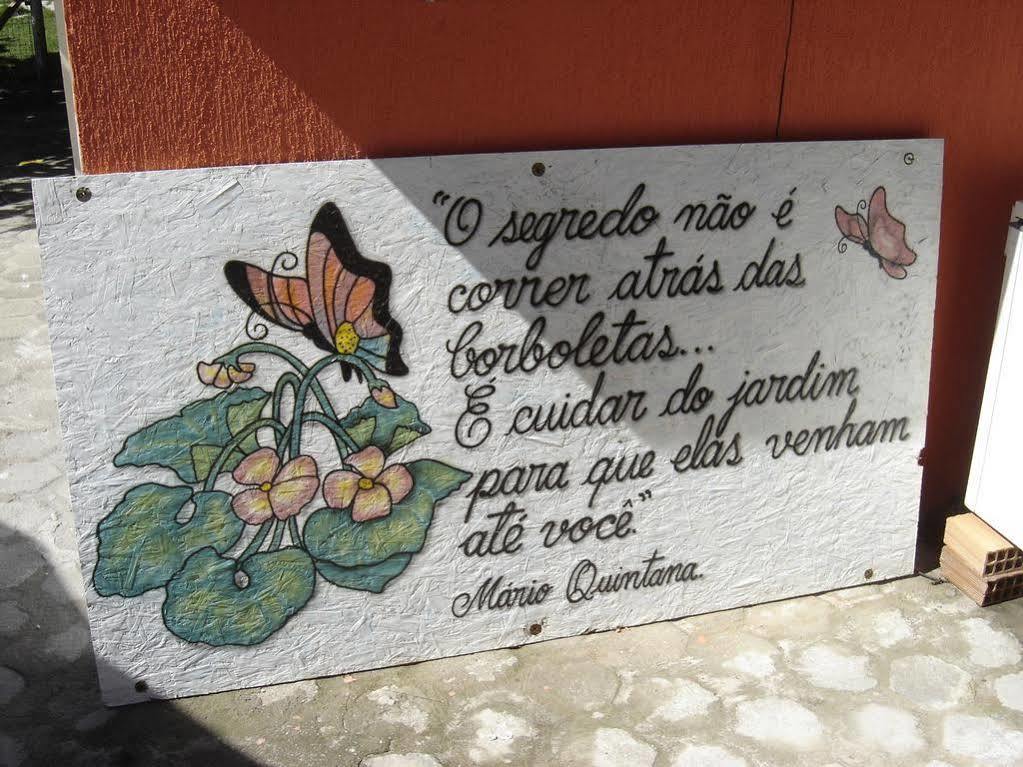 "O segredo não é
correr atrás das
borboletas...
É cuidar do jardim
para que elas venham
até você."
Mário Quintana.